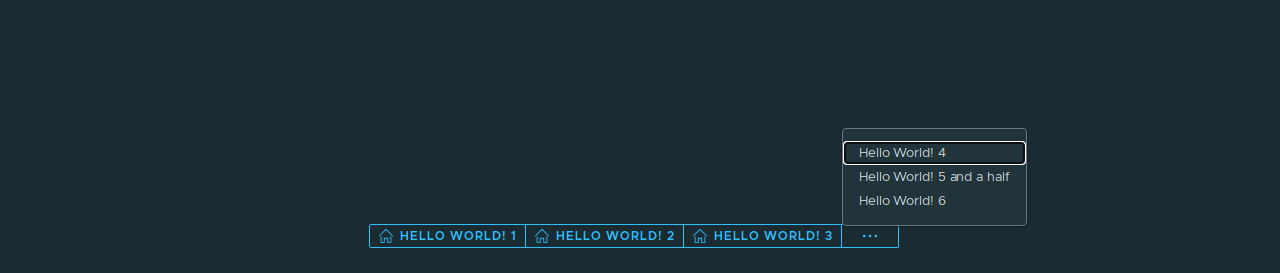 Hello World! 4
Hello World! 5 and a half
Hello World! 6
HELLO WORLD! 1 HELLO WORLD! 2 HELLO WORLD! 3 ...